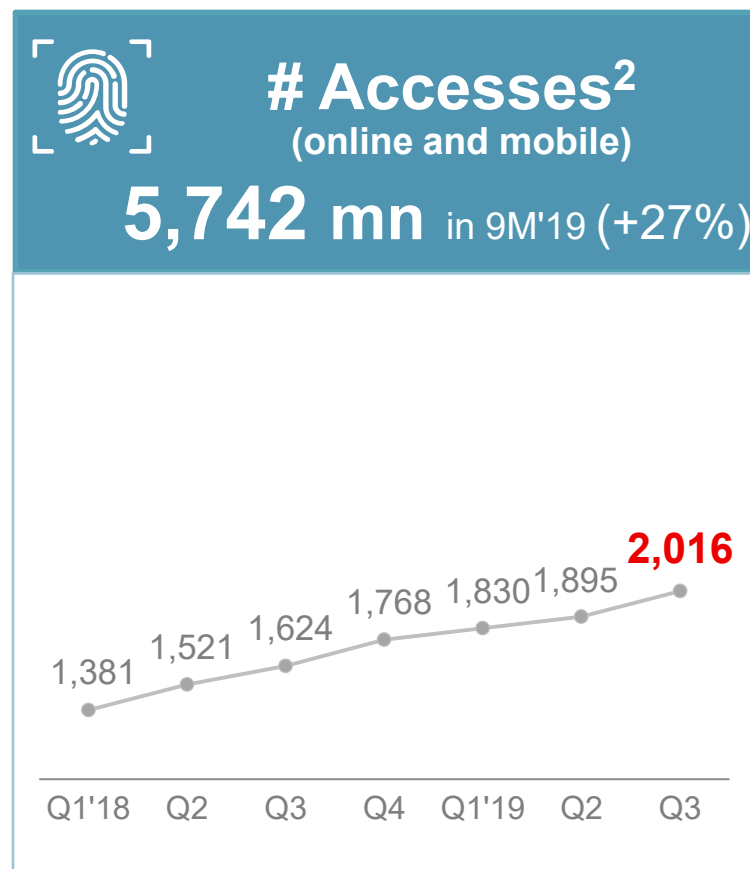 # Accesses²
(online and mobile)
5,742 mn in 9M'19 (+27%)
2,016
1,895
1,830
1,768
1,624
1,521
1,381
Q1'18 Q2 Q3 Q4 Q1'19 Q2 Q3